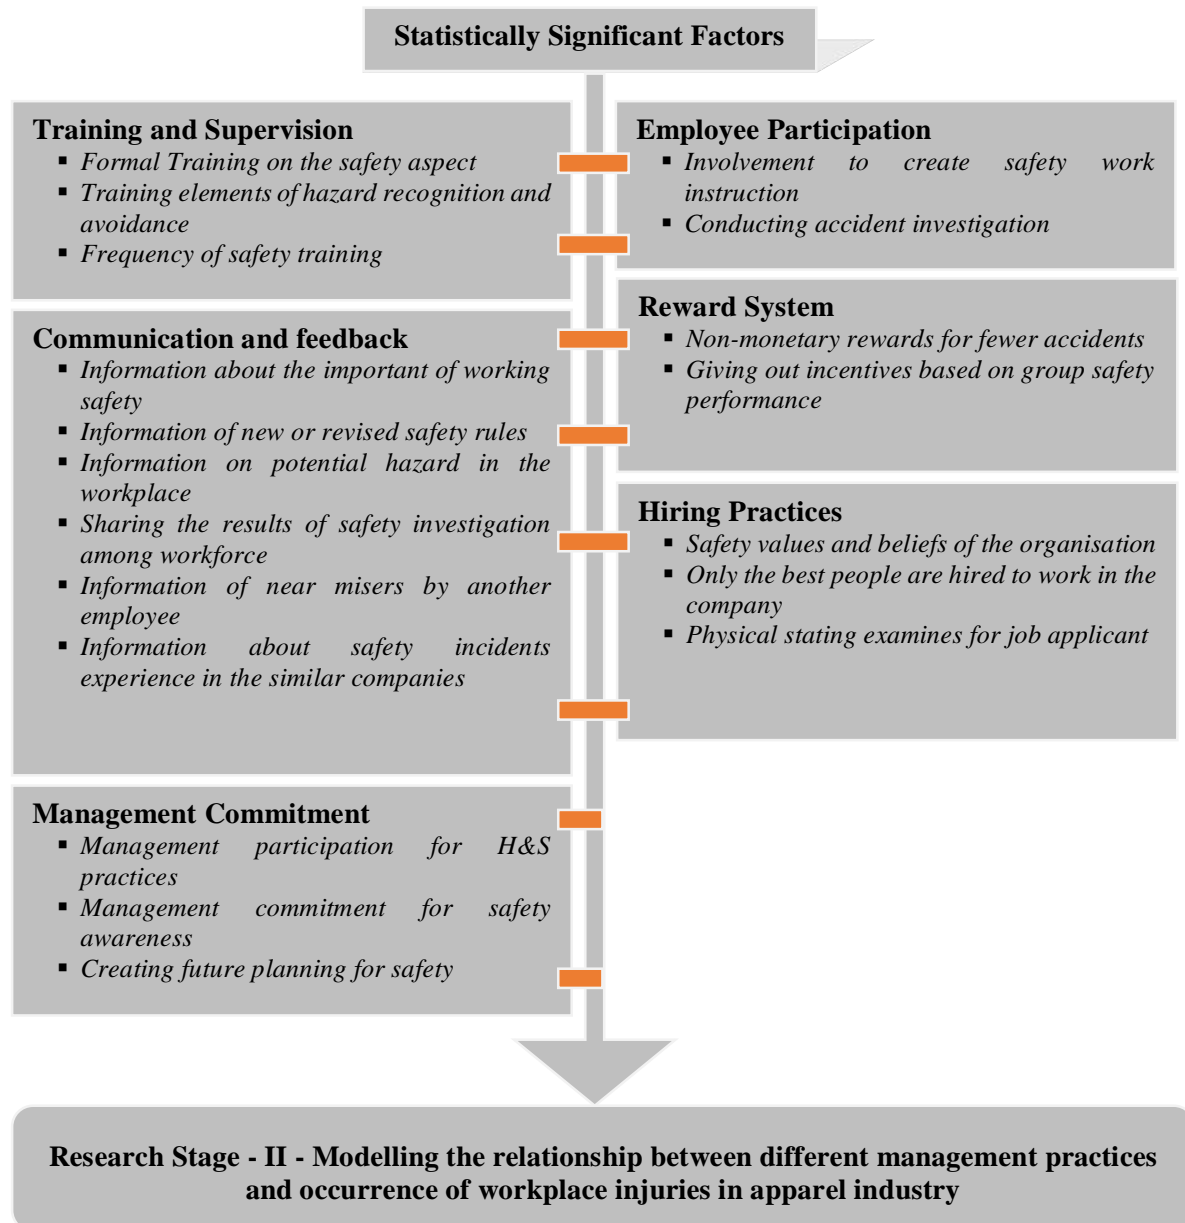 Statistically Significant Factors
Training and Supervision
▪ Formal Training on the safety aspect
▪ Training elements of hazard recognition and
avoidance
▪ Frequency of safety training
Communication and feedback
▪ Information about the important of working
safety
▪ Information of new or revised safety rules
▪ Information on potential hazard in the
workplace
▪ Sharing the results of safety investigation
among workforce
▪ Information of near misers by another
employee
▪ Information about safety incidents
experience in the similar companies
Management Commitment
▪ Management participation for H&S
practices
▪ Management commitment for safety
awareness
▪ Creating future planning for safety
Employee Participation
▪ Involvement to create safety work
instruction
▪ Conducting accident investigation
Reward System
▪ Non-monetary rewards for fewer accidents
▪ Giving out incentives based on group safety
performance
Hiring Practices
▪ Safety values and beliefs of the organisation
▪ Only the best people are hired to work in the
company
▪ Physical stating examines for job applicant
Research Stage - II - Modelling the relationship between different management practices
and occurrence of workplace injuries in apparel industry